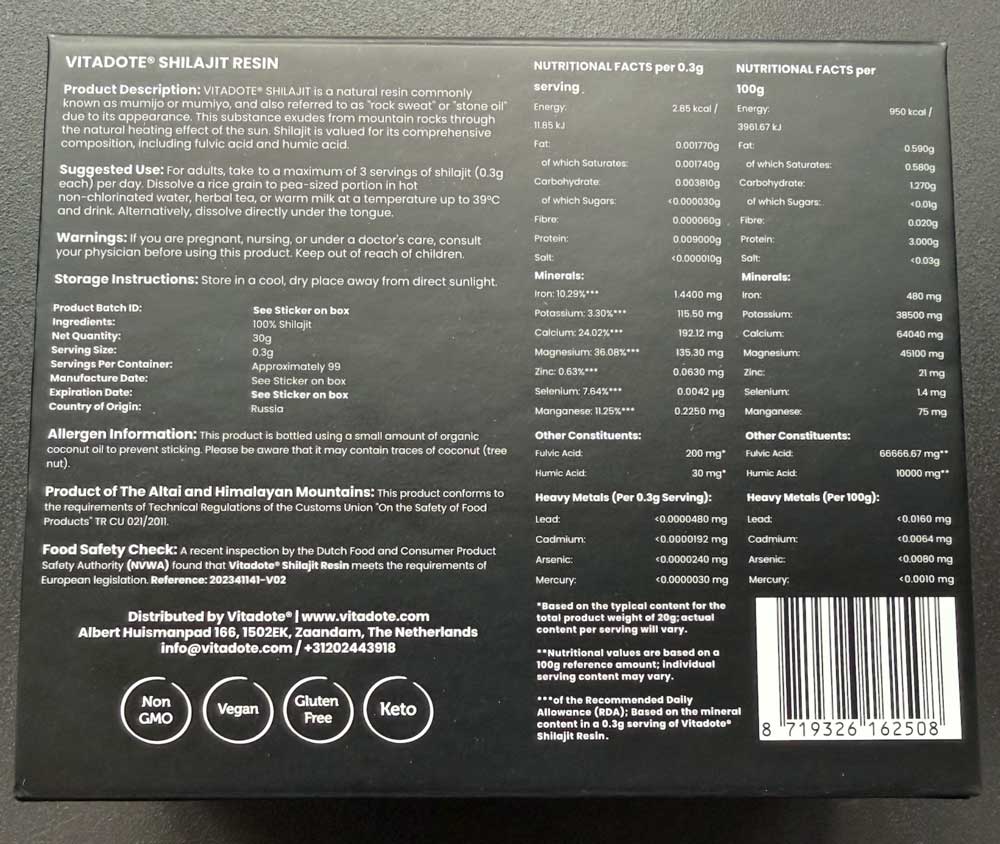 VITADOTE® SHILAJIT RESIN
Product Description: VITADOTE® SHILAJIT is a natural resin commonly
known as mumijo or mumiyo, and also referred to as "rock sweat" or "stone oil"
due to its appearance. This substance exudes from mountain rocks through
the natural heating effect of the sun. Shilajit is valued for its comprehensive
composition, including fulvic acid and humic acid.
Suggested Use: For adults, take to a maximum of 3 servings of shilajit (0.3g
each) per day. Dissolve a rice grain to pea-sized portion in hot
non-chlorinated water, herbal tea, or warm milk at a temperature up to 39ºC
and drink. Alternatively, dissolve directly under the tongue.
Warnings: If you are pregnant, nursing, or under a doctor's care, consult
your physician before using this product. Keep out of reach of children.
Storage Instructions: Store in a cool, dry place away from direct sunlight.
Product Batch ID: See Sticker on box
Ingredients: 100% Shilajit
Net Quantity: 30g
Serving Size: 0.3g
Servings Per Container: Approximately 99
Manufacture Date: See Sticker on box
Expiration Date: See Sticker on box
Country of Origin: Russia
Allergen Information: This product is bottled using a small amount of organic
coconut oil to prevent sticking. Please be aware that it may contain traces of coconut (tree
nut).
Product of The Altai and Himalayan Mountains: This product conforms to
the requirements of Technical Regulations of the Customs Union "On the Safety of Food
Products" TR CU 021/2011.
Food Safety Check: A recent inspection by the Dutch Food and Consumer Product
Safety Authority (NVWA) found that Vitadote® Shilajit Resin meets the requirements of
European legislation. Reference: 202341141-V02
Distributed by Vitadote® | www.vitadote.com
Albert Huismanpad 166, 1502EK, Zaandam, The Netherlands
info@vitadote.com / +31202443918
Non
GMO
Vegan
Gluten
Free
Keto
NUTRITIONAL FACTS per 0.3g
serving
Energy: 2.85 kcal /
11.85 kJ
Fat: 0.001770g
of which Saturates: 0.001740g
Carbohydrate: 0.003810g
of which Sugars: <0.000030g
Fibre: 0.000060g
Protein: 0.009000g
Salt: <0.000010g
Minerals:
Iron: 10.29%*** 1.4400 mg
Potassium: 3.30%*** 115.50 mg
Calcium: 24.02%*** 192.12 mg
Magnesium: 36.08%*** 135.30 mg
Zinc: 0.63%*** 0.0630 mg
Selenium: 7.64%*** 0.0042 µg
Manganese: 11.25%*** 0.2250 mg
Other Constituents:
Fulvic Acid: 200 mg*
Humic Acid: 30 mg*
Heavy Metals (Per 0.3g Serving):
Lead: <0.0000480 mg
Cadmium: <0.0000192 mg
Arsenic: <0.0000240 mg
Mercury: <0.0000030 mg
*Based on the typical content for the
total product weight of 20g; actual
content per serving will vary.
**Nutritional values are based on a
100g reference amount; individual
serving content may vary.
***of the Recommended Daily
Allowance (RDA); Based on the mineral
content in a 0.3g serving of Vitadote®
Shilajit Resin.
NUTRITIONAL FACTS per
100g
Energy: 950 kcal /
3961.67 kJ
Fat: 0.590g
of which Saturates: 0.580g
Carbohydrate: 1.270g
of which Sugars: <0.01g
Fibre: 0.020g
Protein: 3.000g
Salt: <0.03g
Minerals:
Iron: 480 mg
Potassium: 38500 mg
Calcium: 64040 mg
Magnesium: 45100 mg
Zinc: 21 mg
Selenium: 1.4 mg
Manganese: 75 mg
Other Constituents:
Fulvic Acid: 66666.67 mg**
Humic Acid: 10000 mg**
Heavy Metals (Per 100g):
Lead: <0.0160 mg
Cadmium: <0.0064 mg
Arsenic: <0.0080 mg
Mercury: <0.0010 mg
8 719326 162508